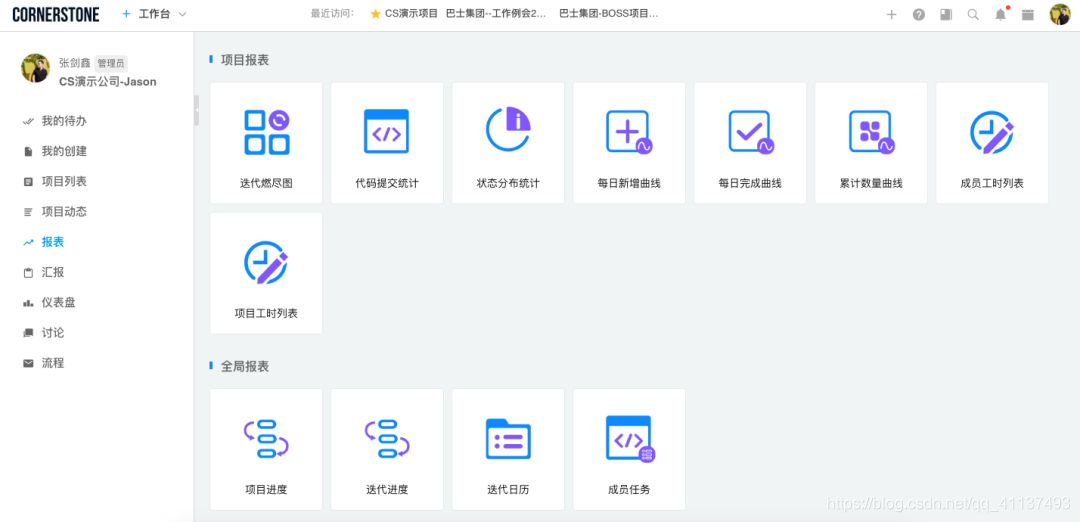 CORNERSTONE
+ 工作台
最近访问: CS演示项目 巴士集团--工作例会2... 巴士集团-BOSS项目...
张剑鑫 管理员
CS演示公司-Jason
我的待办
我的创建
项目列表
项目动态
报表
汇报
仪表盘
讨论
流程
项目报表
迭代燃尽图 代码提交统计 状态分布统计 每日新增曲线 每日完成曲线 累计数量曲线 成员工时列表
项目工时列表
全局报表
项目进度 迭代进度 迭代日历 成员任务
https://blog.csdn.net/qq_41137493